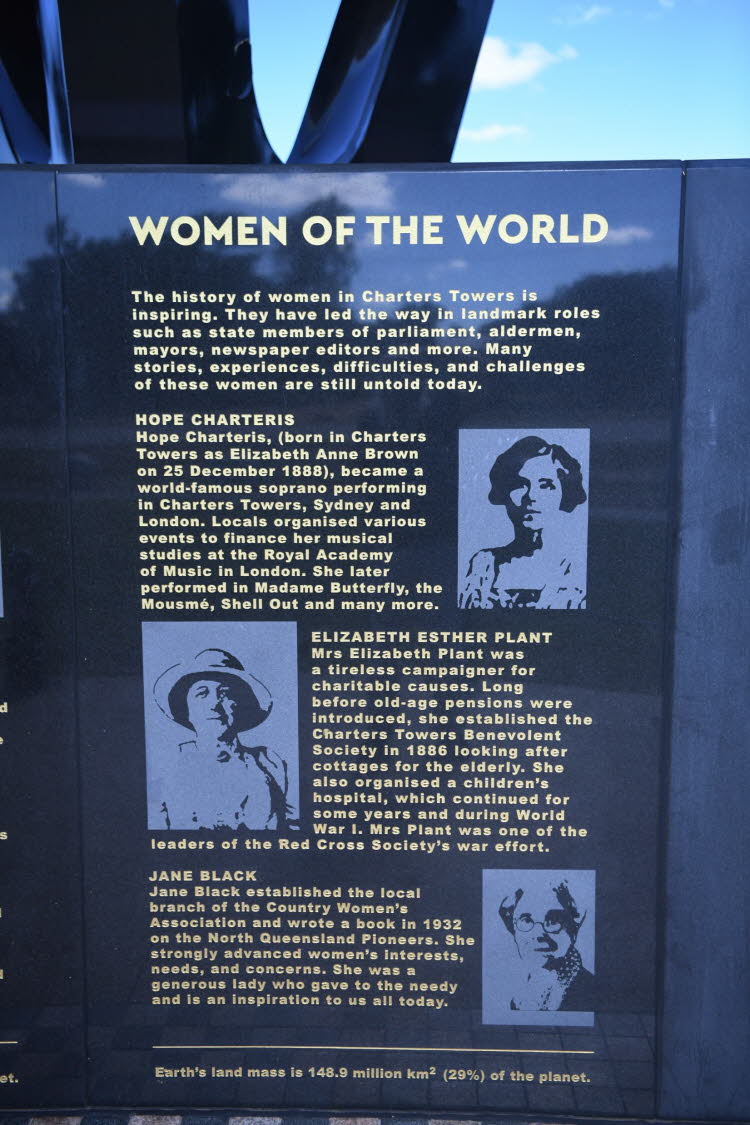 WOMEN OF THE WORLD
The history of women in Charters Towers is
inspiring. They have led the way in landmark roles
such as state members of parliament, aldermen,
mayors, newspaper editors and more. Many
stories, experiences, difficulties, and challenges
of these women are still untold today.
HOPE CHARTERIS
Hope Charteris, (born in Charters
Towers as Elizabeth Anne Brown
on 25 December 1888), became a
world-famous soprano performing
in Charters Towers, Sydney and
London. Locals organised various
events to finance her musical
studies at the Royal Academy
of Music in London. She later
performed in Madame Butterfly, the
Mousmé, Shell Out and many more.
ELIZABETH ESTHER PLANT
Mrs Elizabeth Plant was
a tireless campaigner for
charitable causes. Long
before old-age pensions were
introduced, she established the
Charters Towers Benevolent
Society in 1886 looking after
cottages for the elderly. She
also organised a children's
hospital, which continued for
some years and during World
War I. Mrs Plant was one of the
leaders of the Red Cross Society's war effort.
JANE BLACK
Jane Black established the local
branch of the Country Women's
Association and wrote a book in 1932
on the North Queensland Pioneers. She
strongly advanced women's interests,
needs, and concerns. She was a
generous lady who gave to the needy
and is an inspiration to us all today.
Earth's land mass is 148.9 million km² (29%) of the planet.